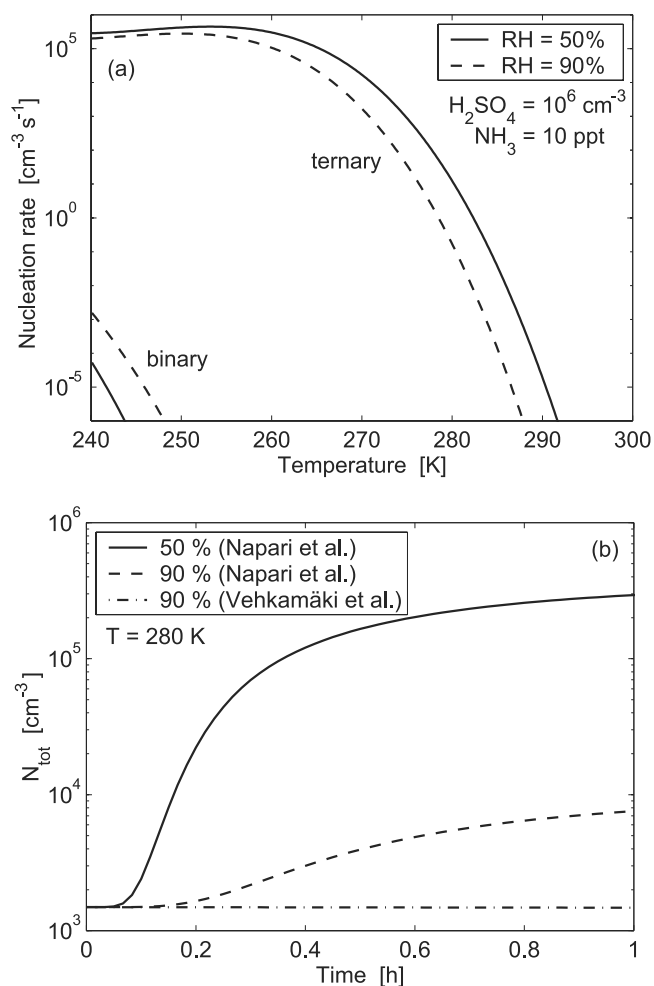 (a)
RH = 50%
RH = 90%
H2SO4 = 10^6 cm^-3
NH3 = 10 ppt
ternary
binary
Nucleation rate [cm^-3 s^-1]
10^5
10^0
10^-5
240 250 260 270 280 290 300
Temperature [K]
50 % (Napari et al.)
90 % (Napari et al.)
90 % (Vehkamäki et al.)
(b)
T = 280 K
N_tot [cm^-3]
10^6
10^5
10^4
10^3
0 0.2 0.4 0.6 0.8 1
Time [h]